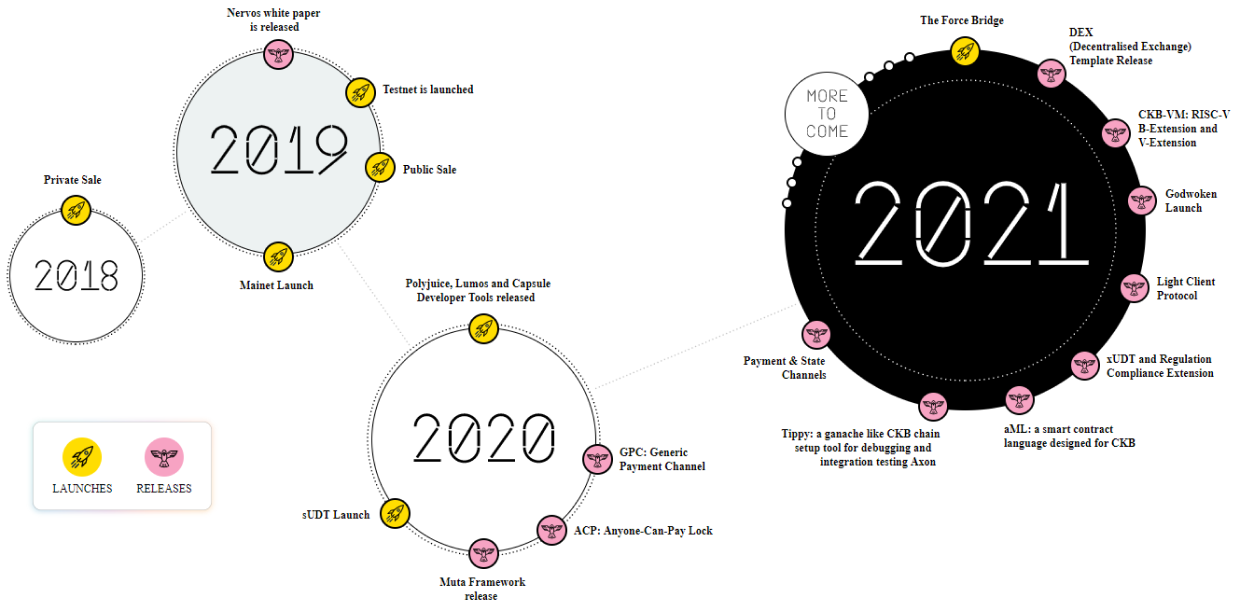 Private Sale
2018
Nervos white paper
is released
Testnet is launched
2019
Public Sale
Mainet Launch
Polyjuice, Lumos and Capsule
Developer Tools released
2020
GPC: Generic
Payment Channel
ACP: Anyone-Can-Pay Lock
Muta Framework
release
sUDT Launch
The Force Bridge
DEX
(Decentralised Exchange)
Template Release
CKB-VM: RISC-V
B-Extension and
V-Extension
Godwoken
Launch
Light Client
Protocol
xUDT and Regulation
Compliance Extension
aML: a smart contract
language designed for CKB
Tippy: a ganache like CKB chain
setup tool for debugging and
integration testing Axon
Payment & State
Channels
MORE
TO
COME
2021
LAUNCHES
RELEASES